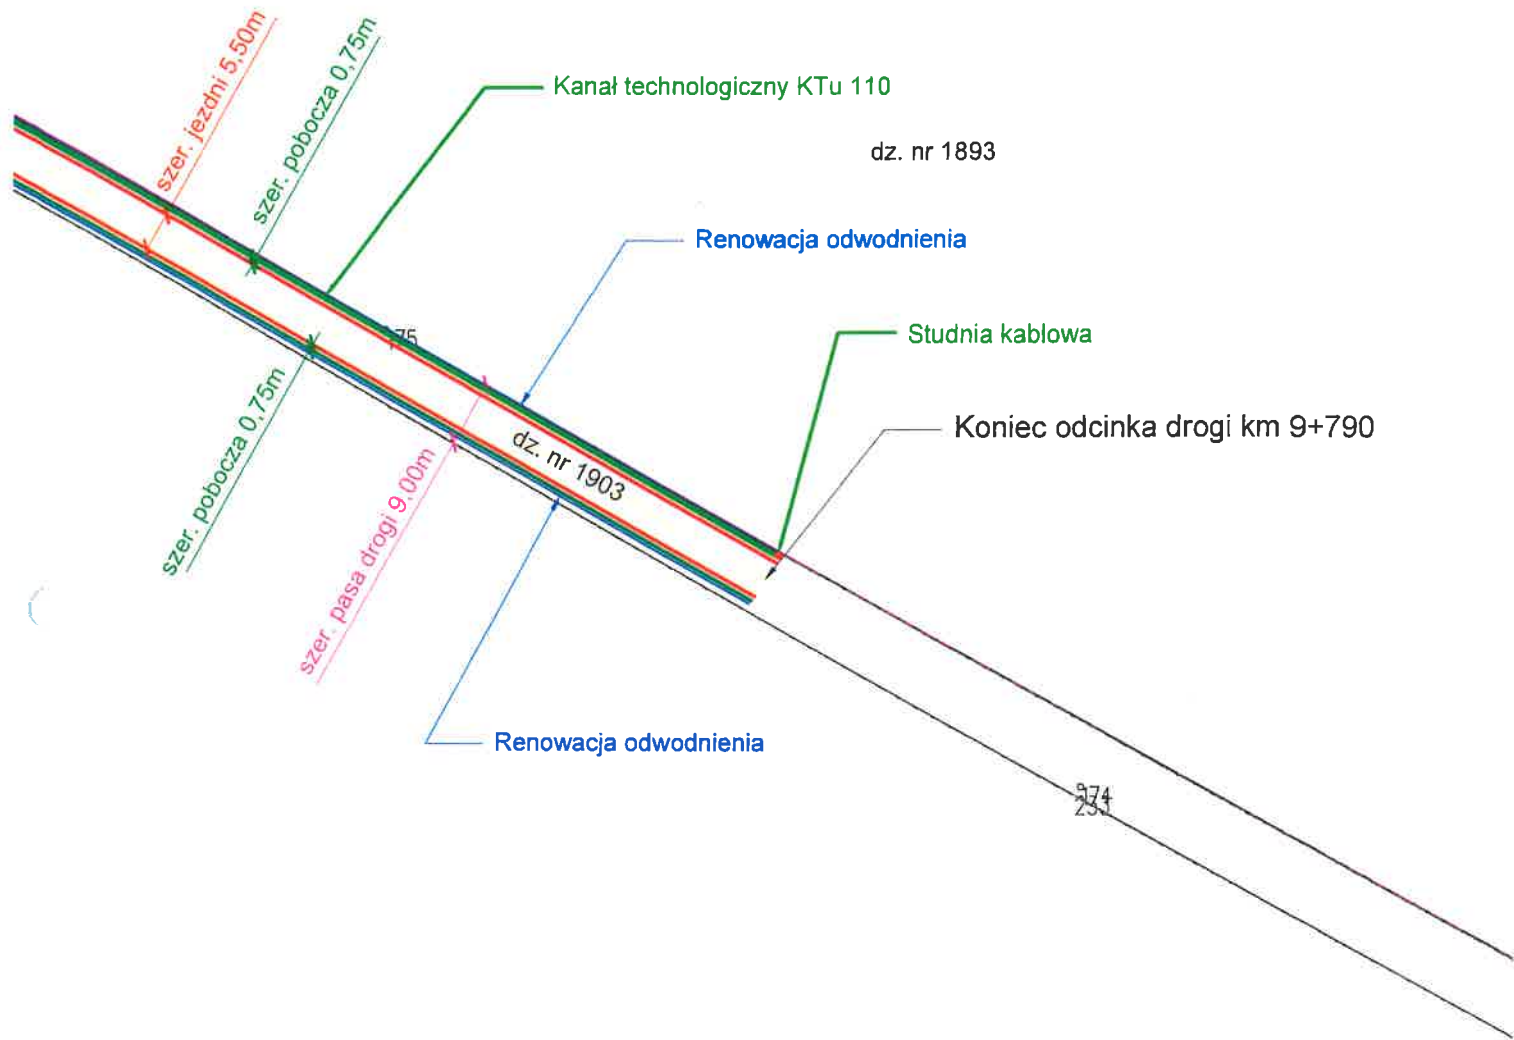 szer. jezdni 5,50m
szer. pobocza 0,75m
Kanał technologiczny KTu 110
dz. nr 1893
Renowacja odwodnienia
75
Studnia kablowa
szer. pobocza 0,75m
Koniec odcinka drogi km 9+790
dz. nr 1903
szer. pasa drogi 9,00m
Renowacja odwodnienia